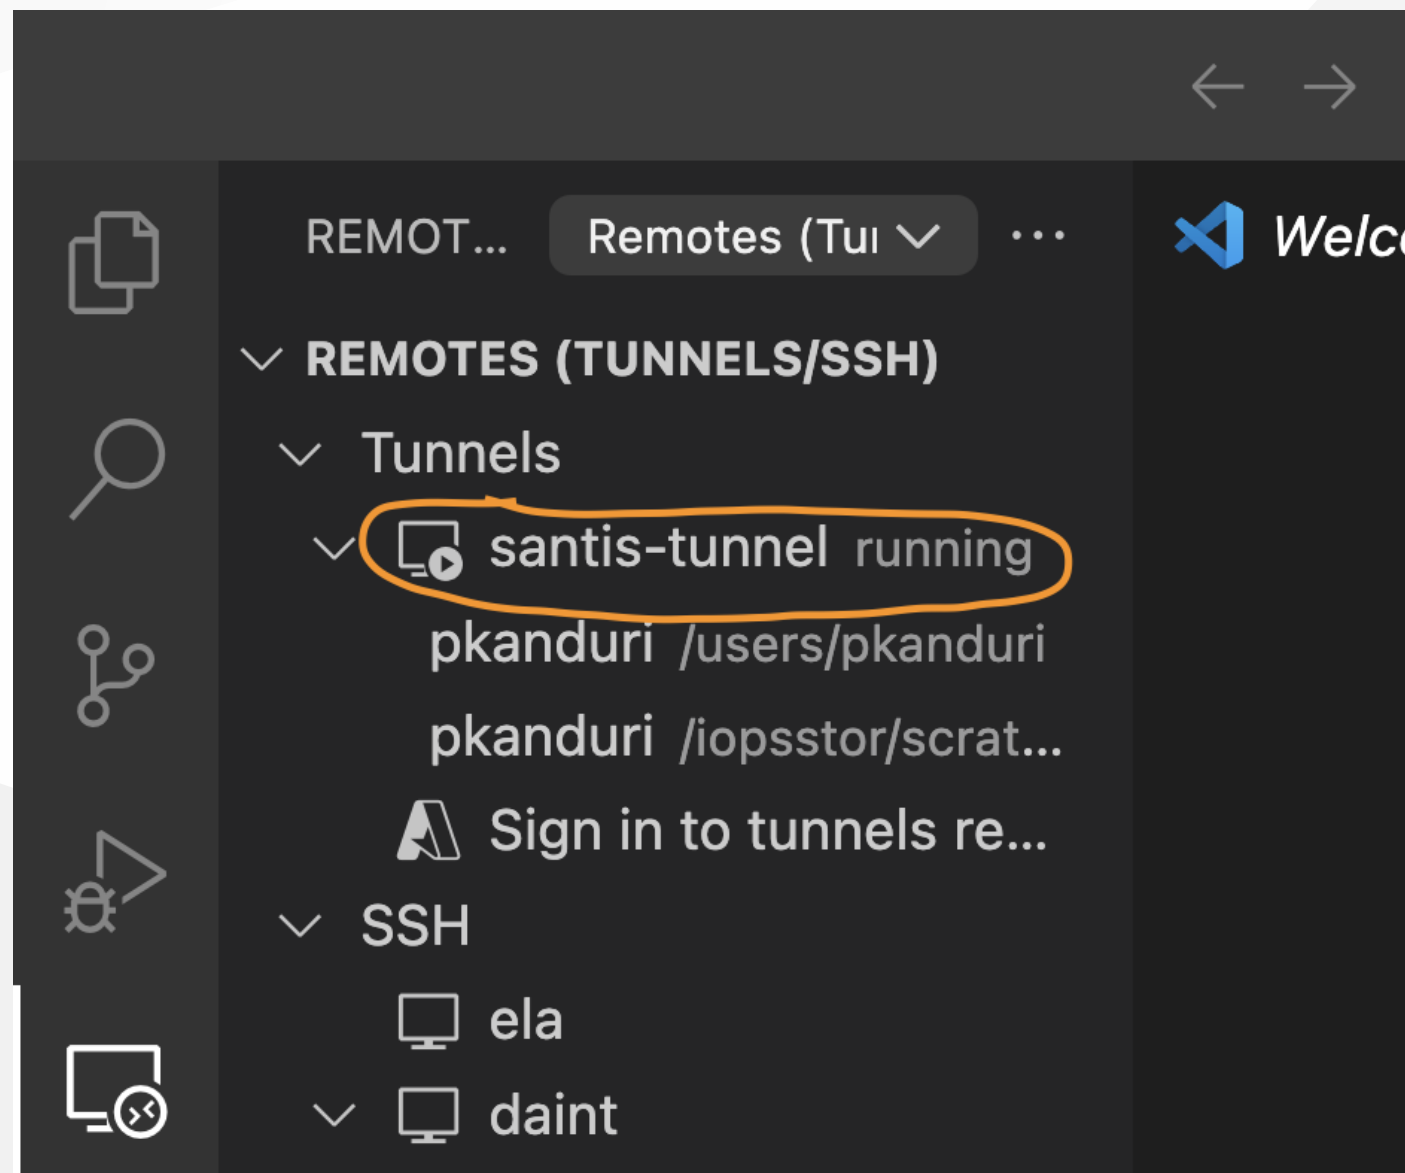 REMOT... Remotes (Tu ...
Welc
REMOTES (TUNNELS/SSH)
Tunnels
santis-tunnel running
pkanduri /users/pkanduri
pkanduri /iopsstor/scrat...
Sign in to tunnels re...
SSH
ela
daint